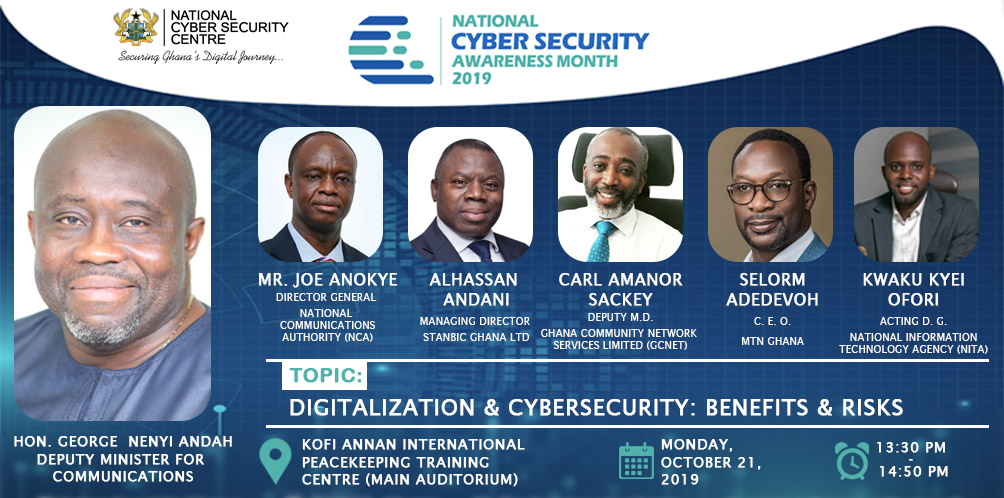 NATIONAL
CYBER SECURITY
CENTRE
Securing Ghana's Digital Journey...
NATIONAL
CYBER SECURITY
AWARENESS MONTH
2019
HON. GEORGE NENYI ANDAH
DEPUTY MINISTER FOR
COMMUNICATIONS
MR. JOE ANOKYE
DIRECTOR GENERAL
NATIONAL
COMMUNICATIONS
AUTHORITY (NCA)
ALHASSAN
ANDANI
MANAGING DIRECTOR
STANBIC GHANA LTD
CARL AMANOR
SACKEY
DEPUTY M.D.
GHANA COMMUNITY NETWORK
SERVICES LIMITED (GCNET)
SELORM
ADEDEVOH
C. E. O.
MTN GHANA
KWAKU KYEI
OFORI
ACTING D. G.
NATIONAL INFORMATION
TECHNOLOGY AGENCY (NITA)
TOPIC:
DIGITALIZATION & CYBERSECURITY: BENEFITS & RISKS
KOFI ANNAN INTERNATIONAL
PEACEKEEPING TRAINING
CENTRE (MAIN AUDITORIUM)
MONDAY,
OCTOBER 21,
2019
13:30 PM
-
14:50 PM